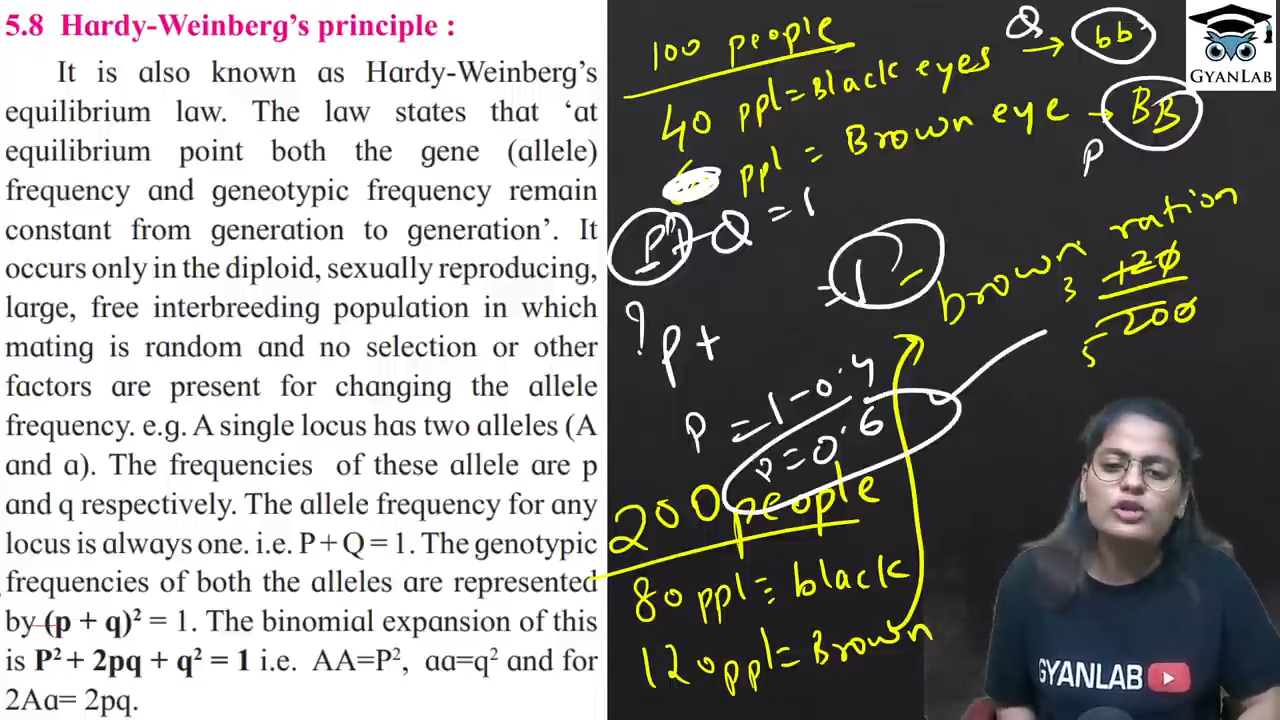 5.8 Hardy-Weinberg's principle :
It is also known as Hardy-Weinberg's
equilibrium law. The law states that 'at
equilibrium point both the gene (allele)
frequency and geneotypic frequency remain
constant from generation to generation'. It
occurs only in the diploid, sexually reproducing,
large, free interbreeding population in which
mating is random and no selection or other
factors are present for changing the allele
frequency. e.g. A single locus has two alleles (A
and a). The frequencies of these allele are p
and q respectively. The allele frequency for any
locus is always one. i.e. P + Q = 1. The genotypic
frequencies of both the alleles are represented
by (p + q)² = 1. The binomial expansion of this
is P² + 2pq + q² = 1 i.e. AA=P², aa=q² and for
2Aa= 2pq.
100 people
40 ppl = Black eyes → bb
Q
ppl = Brown eye → BB
P
P + Q = 1
? P +
P = 1 - 0.4
P = 0.6
brown ration
120
200
3
5
200 people
80 ppl = black
120 ppl = Brown
GYANLAB
GYANLAB